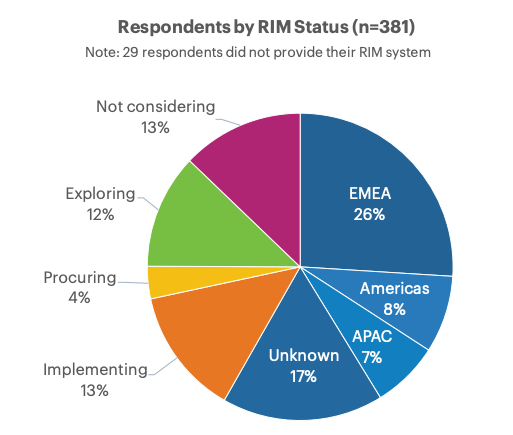 Respondents by RIM Status (n=381)
Note: 29 respondents did not provide their RIM system
Not considering
13%
EMEA
26%
Exploring
12%
Procuring
4%
Americas
8%
APAC
7%
Unknown
17%
Implementing
13%